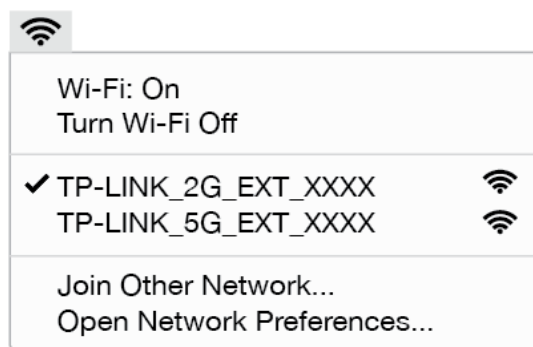 Wi-Fi: On
Turn Wi-Fi Off
TP-LINK_2G_EXT_XXXX
TP-LINK_5G_EXT_XXXX
Join Other Network...
Open Network Preferences...